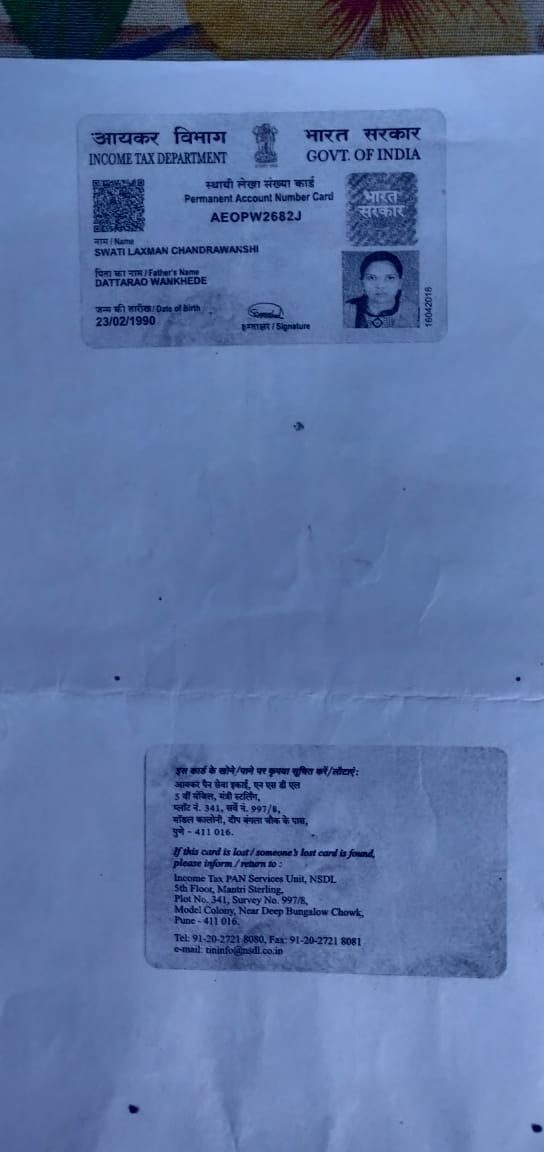 आयकर विभाग
INCOME TAX DEPARTMENT
भारत सरकार
GOVT. OF INDIA
स्थायी लेखा संख्या कार्ड
Permanent Account Number Card
AEOPW2682J
भारत
सरकार
नाम / Name
SWATI LAXMAN CHANDRAWANSHI
पिता का नाम / Father's Name
DATTARAO WANKHEDE
जन्म की तारीख / Date of Birth
23/02/1990
हस्ताक्षर / Signature
16042018
इस कार्ड के खोने/पाने पर कृपया सूचित करें/लौटाएं:
आयकर पैन सेवा इकाई, एन एस डी एल
5 वीं मंजिल, मंत्री स्टर्लिंग,
प्लॉट नं. 341, सर्वे नं. 997/8,
मॉडल कालोनी, दीप बंगला चौक के पास,
पुणे - 411 016.
If this card is lost / someone's lost card is found,
please inform / return to :
Income Tax PAN Services Unit, NSDL
5th Floor, Mantri Sterling,
Plot No. 341, Survey No. 997/8,
Model Colony, Near Deep Bungalow Chowk,
Pune - 411 016.
Tel: 91-20-2721 8080, Fax: 91-20-2721 8081
e-mail: tininfo@nsdl.co.in